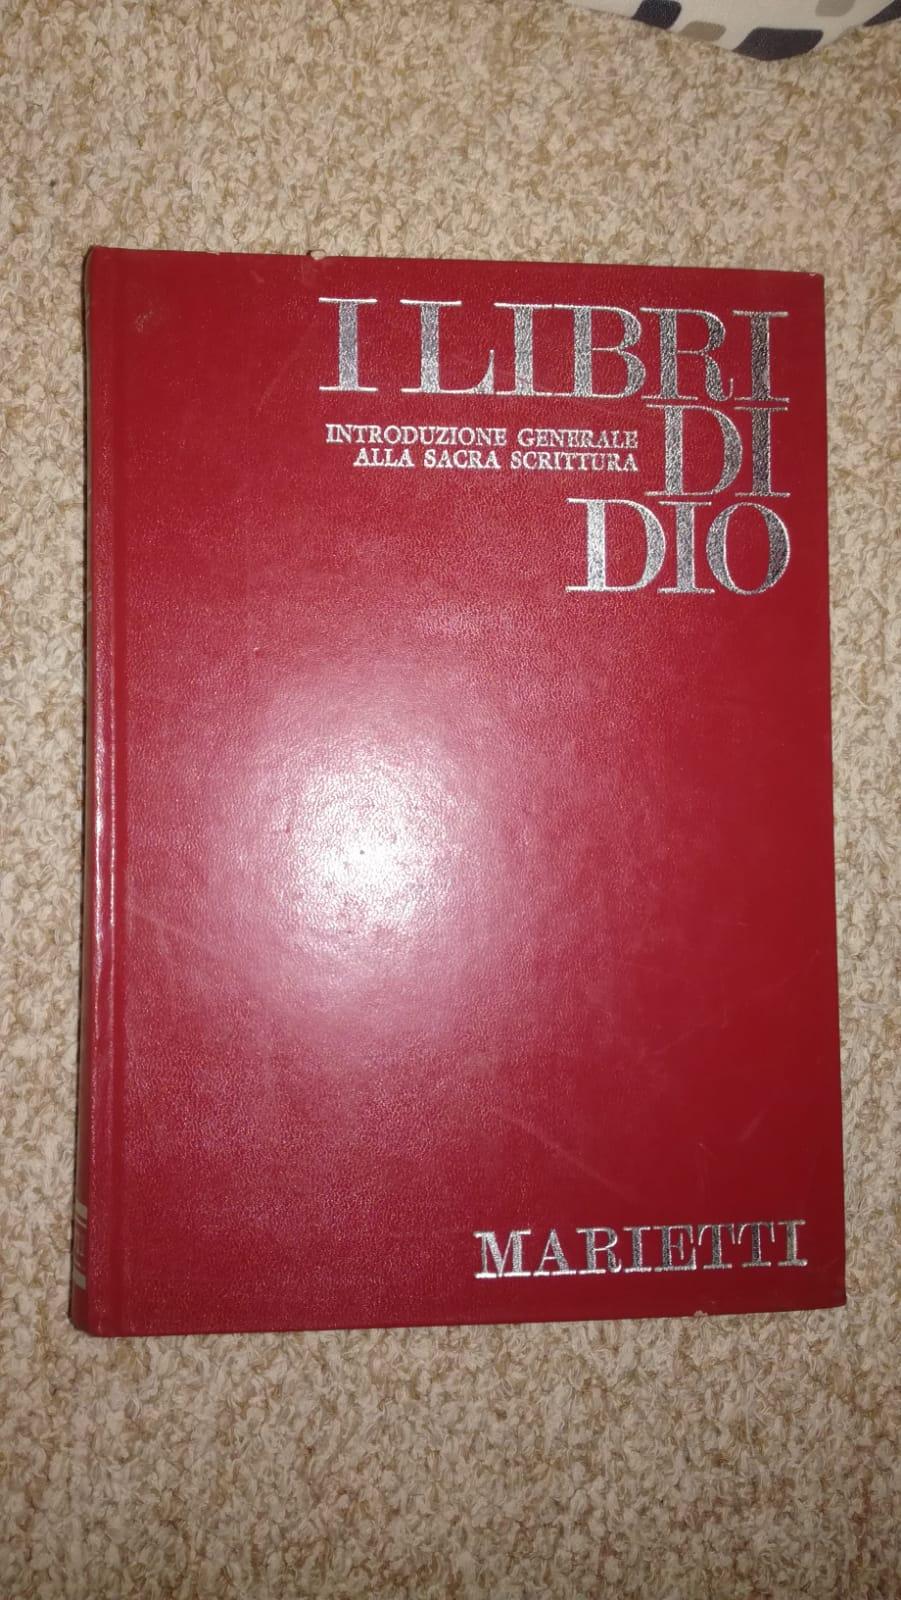 I LIBRI
DI
DIO
INTRODUZIONE GENERALE
ALLA SACRA SCRITTURA
MARIETTI